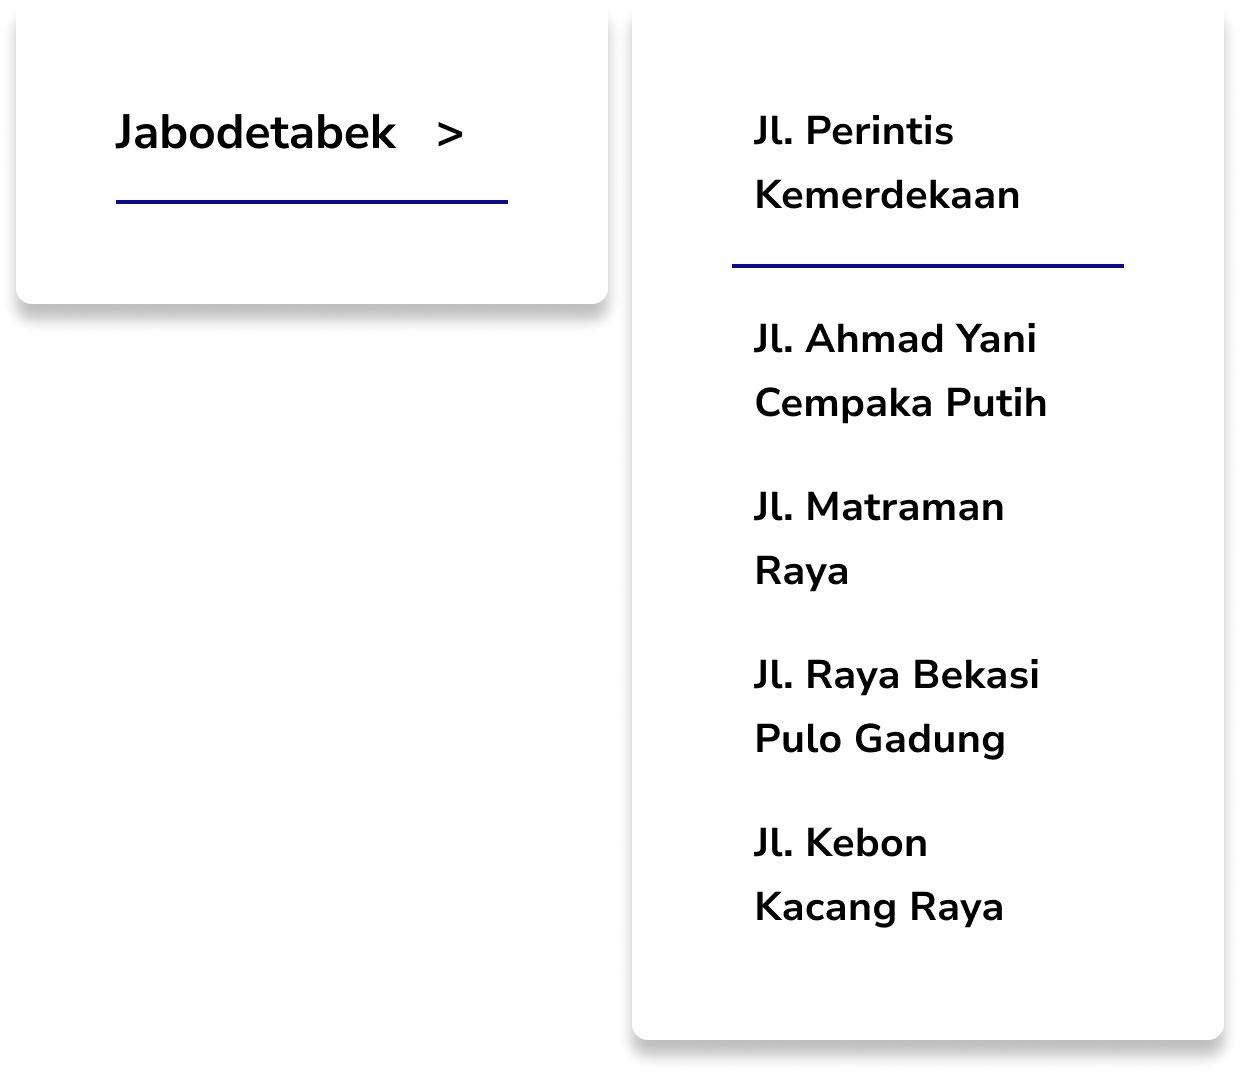 Jabodetabek >
Jl. Perintis
Kemerdekaan
Jl. Ahmad Yani
Cempaka Putih
Jl. Matraman
Raya
Jl. Raya Bekasi
Pulo Gadung
Jl. Kebon
Kacang Raya